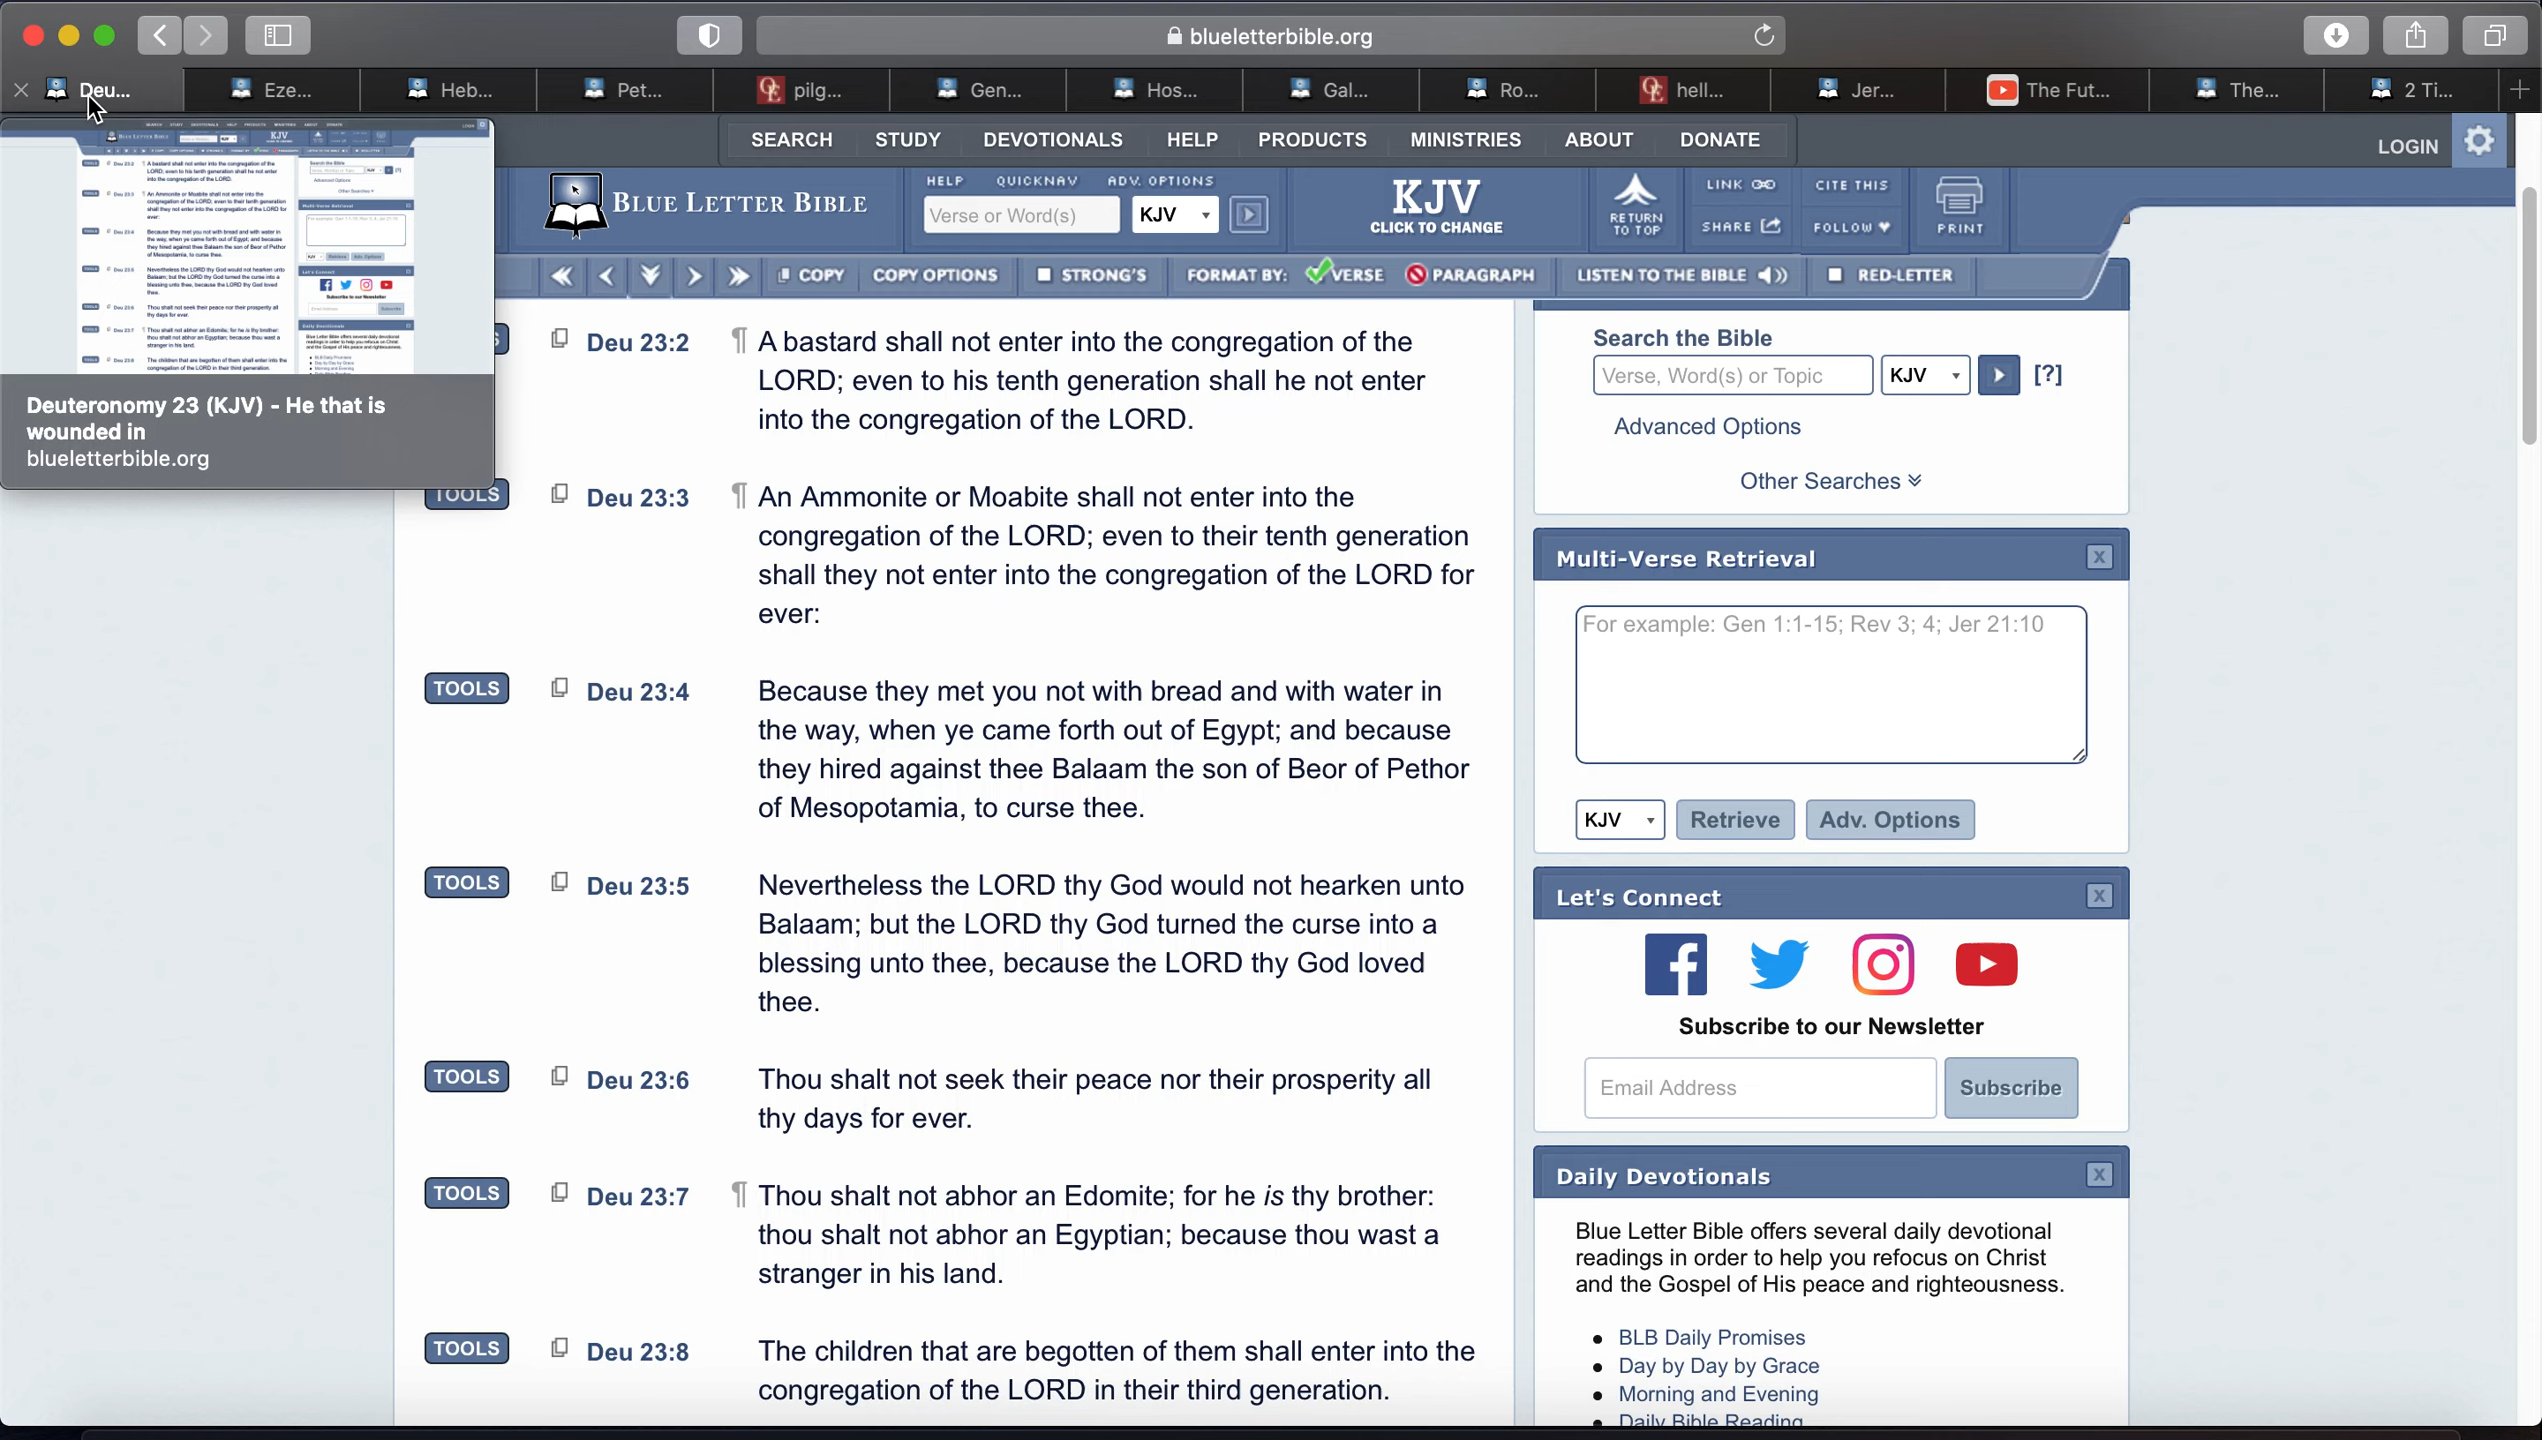 blueletterbible.org
Deu...
Eze...
Heb...
Pet...
pilg...
Gen...
Hos...
Gal...
Ro...
hell...
Jer...
The Fut...
The...
2 Ti...
SEARCH
STUDY
DEVOTIONALS
HELP
PRODUCTS
MINISTRIES
ABOUT
DONATE
LOGIN
BLUE LETTER BIBLE
HELP
QUICKNAV
ADV. OPTIONS
Verse or Word(s)
KJV
KJV
CLICK TO CHANGE
RETURN
TO TOP
LINK
SHARE
CITE THIS
FOLLOW
PRINT
COPY
COPY OPTIONS
STRONG'S
FORMAT BY:
VERSE
PARAGRAPH
LISTEN TO THE BIBLE
RED-LETTER
Deuteronomy 23 (KJV) - He that is
wounded in
blueletterbible.org
Deu 23:2
¶ A bastard shall not enter into the congregation of the
LORD; even to his tenth generation shall he not enter
into the congregation of the LORD.
TOOLS
Deu 23:3
¶ An Ammonite or Moabite shall not enter into the
congregation of the LORD; even to their tenth generation
shall they not enter into the congregation of the LORD for
ever:
TOOLS
Deu 23:4
Because they met you not with bread and with water in
the way, when ye came forth out of Egypt; and because
they hired against thee Balaam the son of Beor of Pethor
of Mesopotamia, to curse thee.
TOOLS
Deu 23:5
Nevertheless the LORD thy God would not hearken unto
Balaam; but the LORD thy God turned the curse into a
blessing unto thee, because the LORD thy God loved
thee.
TOOLS
Deu 23:6
Thou shalt not seek their peace nor their prosperity all
thy days for ever.
TOOLS
Deu 23:7
¶ Thou shalt not abhor an Edomite; for he is thy brother:
thou shalt not abhor an Egyptian; because thou wast a
stranger in his land.
TOOLS
Deu 23:8
The children that are begotten of them shall enter into the
congregation of the LORD in their third generation.
Search the Bible
Verse, Word(s) or Topic
KJV
[?]
Advanced Options
Other Searches
Multi-Verse Retrieval
X
For example: Gen 1:1-15; Rev 3; 4; Jer 21:10
KJV
Retrieve
Adv. Options
Let's Connect
X
Subscribe to our Newsletter
Email Address
Subscribe
Daily Devotionals
X
Blue Letter Bible offers several daily devotional
readings in order to help you refocus on Christ
and the Gospel of His peace and righteousness.
BLB Daily Promises
Day by Day by Grace
Morning and Evening
Daily Bible Reading